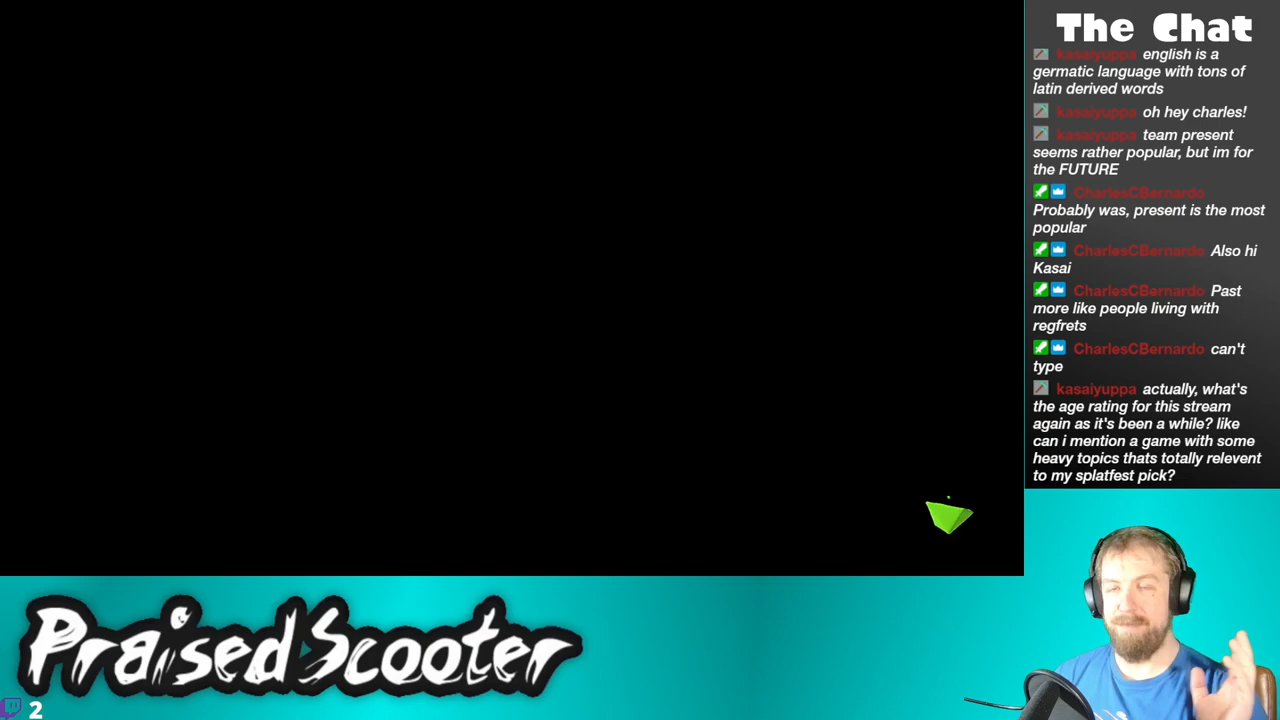 The Chat
kasaiyuppa english is a
germatic language with tons of
latin derived words
kasaiyuppa oh hey charles!
kasaiyuppa team present
seems rather popular, but im for
the FUTURE
CharlesCBernardo
Probably was, present is the most
popular
CharlesCBernardo Also hi
Kasai
CharlesCBernardo Past
more like people living with
regfrets
CharlesCBernardo can't
type
kasaiyuppa actually, what's
the age rating for this stream
again as it's been a while? like
can i mention a game with some
heavy topics thats totally relevent
to my splatfest pick?
PraisedScooter
2